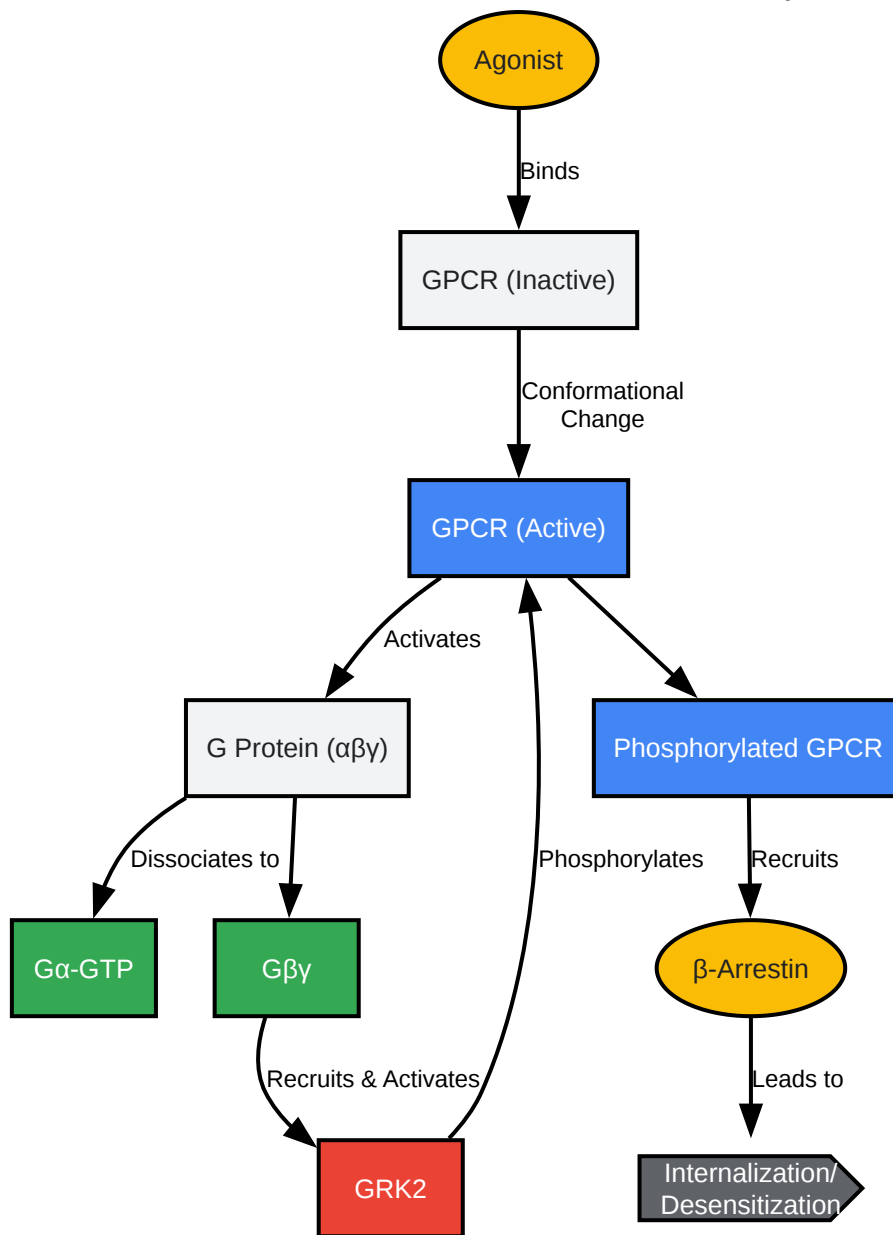 Agonist
Binds
GPCR (Inactive)
Conformational
Change
GPCR (Active)
Activates
G Protein (αβγ)
Phosphorylated GPCR
Dissociates to
Phosphorylates
Recruits
Gα-GTP
Gβγ
β-Arrestin
Recruits & Activates
Leads to
GRK2
Internalization/
Desensitization